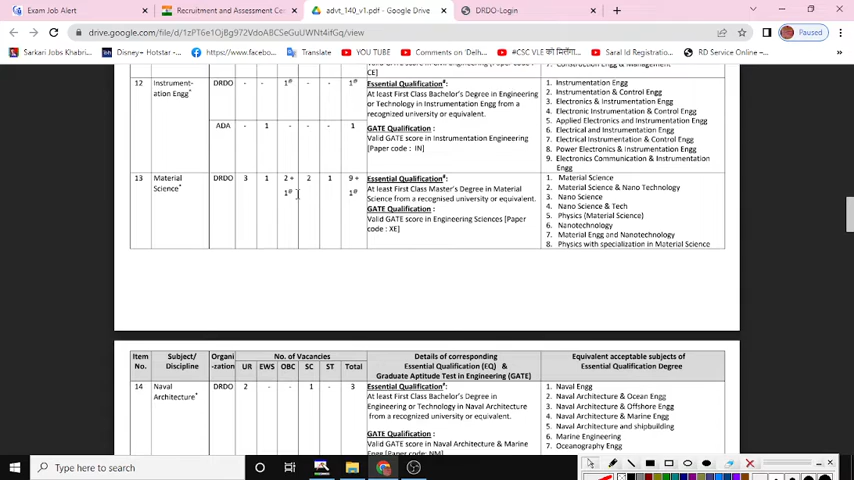 Exam Job Alert
Recruitment and Assessment Ce
advt_140_v1.pdf - Google Drive
DRDO-Login
drive.google.com/file/d/1zPT6e1OjBg972VdoABCSeGuUWNt4ifGq/view
Paused
Sarkari Jobs Khabri...
Disney+ Hotstar -...
https://www.facebo...
Translate
YOU TUBE
Comments on 'Delh...
#CSC VLE को मिलेगा...
Saral Id Registratio...
RD Service Online -...
CE]
12 Instrument- DRDO - - 1# - - 1# Essential Qualification#: 1. Instrumentation Engg
ation Engg* At least First Class Bachelor's Degree in Engineering 2. Instrumentation & Control Engg
or Technology in Instrumentation Engg from a 3. Electronics & Instrumentation Engg
recognized university or equivalent. 4. Electronic Instrumentation & Control Engg
ADA - 1 - - - 1 5. Applied Electronics and Instrumentation Engg
GATE Qualification : 6. Electrical and Instrumentation Engg
Valid GATE score in Instrumentation Engineering 7. Electrical Instrumentation & Control Engg
[Paper code : IN] 8. Power Electronics & Instrumentation Engg
9. Electronics Communication & Instrumentation
Engg
13 Material DRDO 3 1 2 + 2 1 9 + Essential Qualification#: 1. Material Science
Science* 1# 1# At least First Class Master's Degree in Material 2. Material Science & Nano Technology
Science from a recognised university or equivalent. 3. Nano Science
GATE Qualification : 4. Nano Science & Tech
Valid GATE score in Engineering Sciences [Paper 5. Physics (Material Science)
code : XE] 6. Nanotechnology
7. Material Engg and Nanotechnology
8. Physics with specialization in Material Science
Item Subject/ Organi No. of Vacancies Details of corresponding Equivalent acceptable subjects of
No. Discipline -zation UR EWS OBC SC ST Total Essential Qualification (EQ) & Essential Qualification Degree
Graduate Aptitude Test in Engineering (GATE)
14 Naval DRDO 2 - - 1 - 3 Essential Qualification#: 1. Naval Engg
Architecture* At least First Class Bachelor's Degree in 2. Naval Architecture & Ocean Engg
Engineering or Technology in Naval Architecture 3. Naval Architecture & Offshore Engg
from a recognized university or equivalent. 4. Naval Architecture & Marine Engg
5. Naval Architecture and shipbuilding
GATE Qualification : 6. Marine Engineering
Valid GATE score in Naval Architecture & Marine 7. Oceanography Engg
Engg [Paper code: NM]
Type here to search